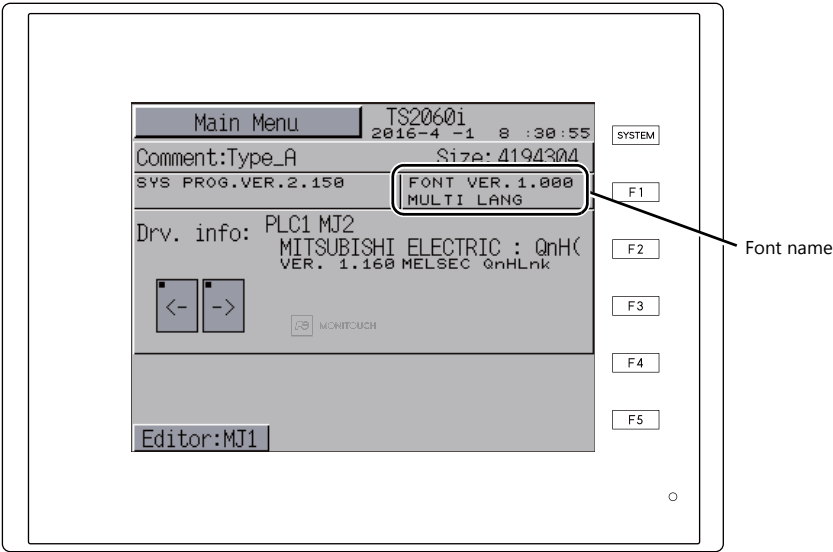 Main Menu
TS2060i
2016-4 -1 8 :30:55
Comment:Type_A
Size:4194304
SYS PROG.VER.2.150
FONT VER.1.000
MULTI LANG
Drv. info:
PLC1 MJ2
MITSUBISHI ELECTRIC : QnH(
VER. 1.160 MELSEC QnHLnk
<-
->
MONITOUCH
Editor:MJ1
SYSTEM
F1
F2
F3
F4
F5
Font name